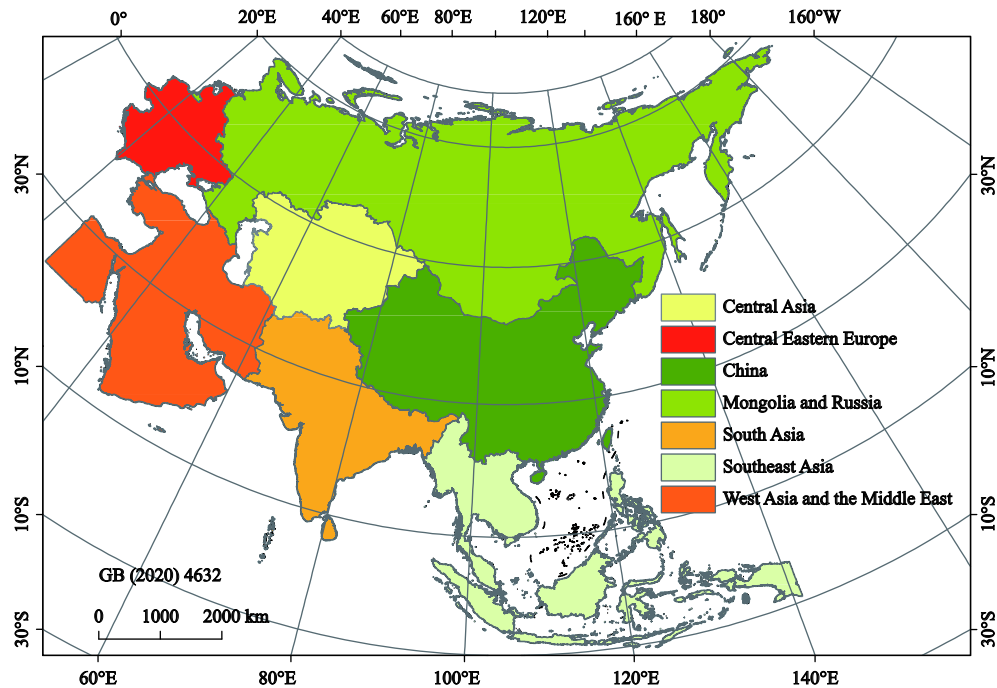 0° 20°E 40°E 60°E 80°E 120°E 160° E 180° 160°W
30°N 30°N
10°N 10°N
10°S 10°S
30°S 30°S
Central Asia
Central Eastern Europe
China
Mongolia and Russia
South Asia
Southeast Asia
West Asia and the Middle East
GB (2020) 4632
0 1000 2000 km
60°E 80°E 100°E 120°E 140°E